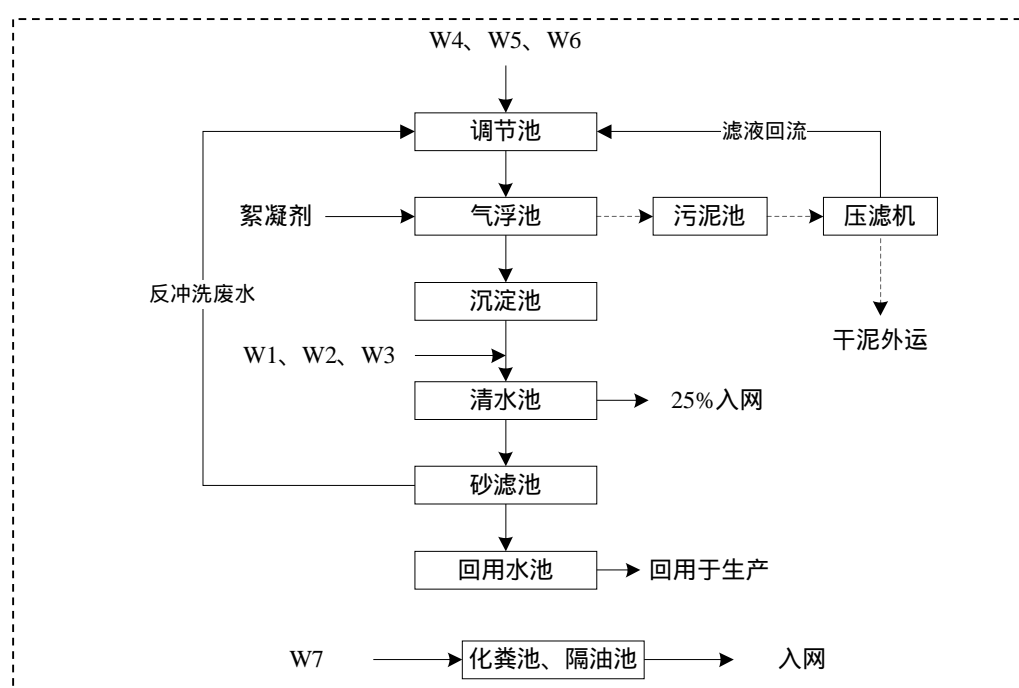 W4、W5、W6
调节池
滤液回流
絮凝剂
气浮池
污泥池
压滤机
反冲洗废水
沉淀池
干泥外运
W1、W2、W3
清水池
25%入网
砂滤池
回用水池
回用于生产
W7
化粪池、隔油池
入网